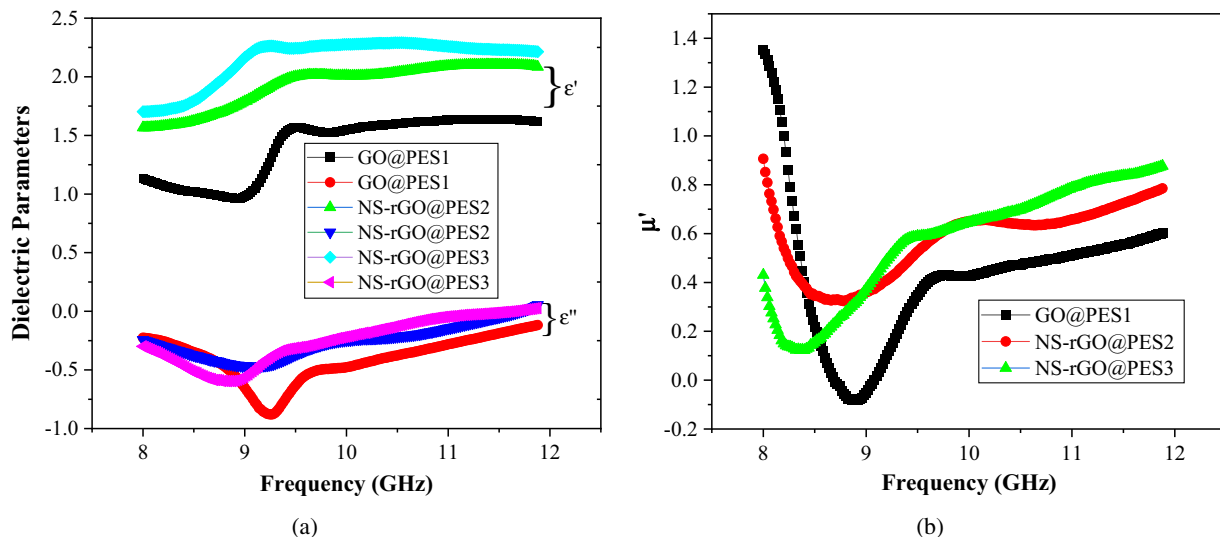 2.5
2.0
1.5
1.0
0.5
0.0
-0.5
-1.0
Dielectric Parameters
ε'
GO@PES1
GO@PES1
NS-rGO@PES2
NS-rGO@PES2
NS-rGO@PES3
NS-rGO@PES3
ε"
8
9
10
11
12
Frequency (GHz)
(a)
1.4
1.2
1.0
0.8
0.6
0.4
0.2
0.0
-0.2
μ'
GO@PES1
NS-rGO@PES2
NS-rGO@PES3
8
9
10
11
12
Frequency (GHz)
(b)